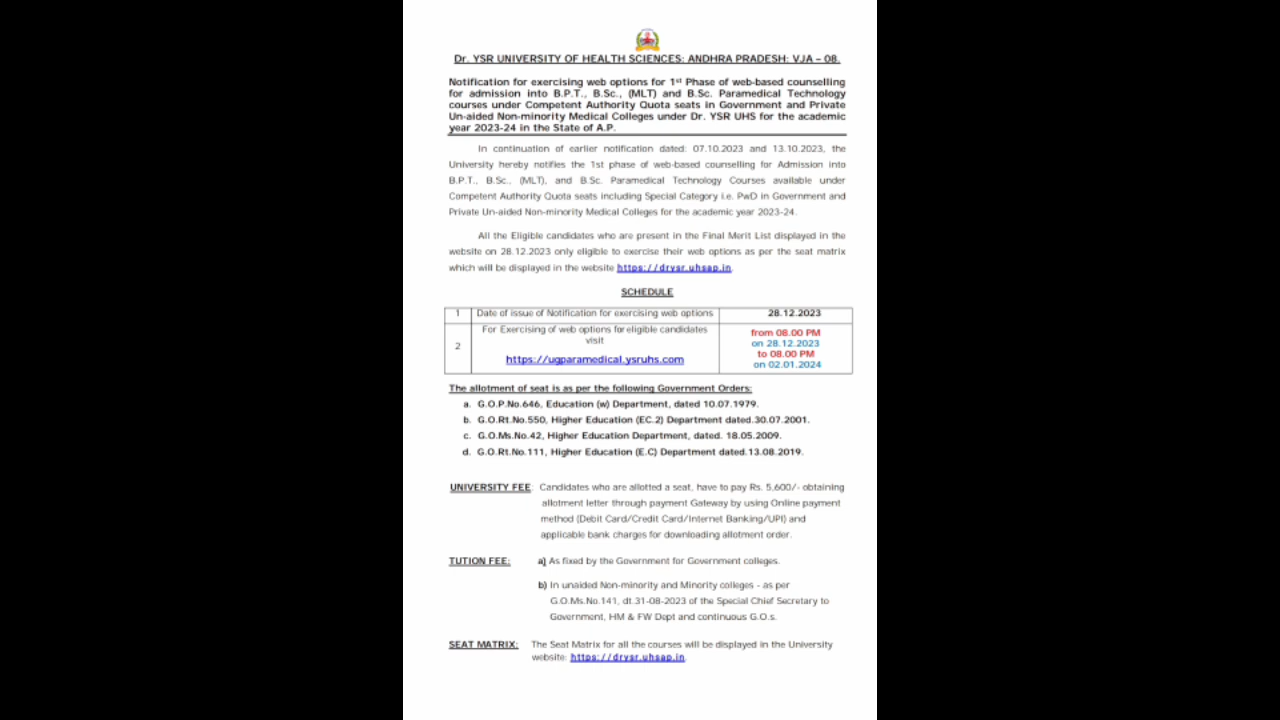 Dr. YSR UNIVERSITY OF HEALTH SCIENCES: ANDHRA PRADESH: VJA – 08.
Notification for exercising web options for 1st Phase of web-based counselling
for admission into B.P.T., B.Sc., (MLT) and B.Sc. Paramedical Technology
courses under Competent Authority Quota seats in Government and Private
Un-aided Non-minority Medical Colleges under Dr. YSR UHS for the academic
year 2023-24 in the State of A.P.
In continuation of earlier notification dated: 07.10.2023 and 13.10.2023, the
University hereby notifies the 1st phase of web-based counselling for Admission into
B.P.T., B.Sc., (MLT), and B.Sc. Paramedical Technology Courses available under
Competent Authority Quota seats including Special Category i.e. PwD in Government and
Private Un-aided Non-minority Medical Colleges for the academic year 2023-24.
All the Eligible candidates who are present in the Final Merit List displayed in the
website on 28.12.2023 only eligible to exercise their web options as per the seat matrix
which will be displayed in the website https://drysr.uhsap.in.
SCHEDULE
1 Date of issue of Notification for exercising web options 28.12.2023
2 For Exercising of web options for eligible candidates
visit
https://ugparamedical.ysruhs.com
from 08.00 PM
on 28.12.2023
to 08.00 PM
on 02.01.2024
The allotment of seat is as per the following Government Orders:
a. G.O.P.No.646, Education (w) Department, dated 10.07.1979.
b. G.O.Rt.No.550, Higher Education (EC.2) Department dated.30.07.2001.
c. G.O.Ms.No.42, Higher Education Department, dated. 18.05.2009.
d. G.O.Rt.No.111, Higher Education (E.C) Department dated.13.08.2019.
UNIVERSITY FEE: Candidates who are allotted a seat, have to pay Rs. 5,600/- obtaining
allotment letter through payment Gateway by using Online payment
method (Debit Card/Credit Card/Internet Banking/UPI) and
applicable bank charges for downloading allotment order.
TUTION FEE: a) As fixed by the Government for Government colleges.
b) In unaided Non-minority and Minority colleges - as per
G.O.Ms.No.141, dt.31-08-2023 of the Special Chief Secretary to
Government, HM & FW Dept and continuous G.O.s.
SEAT MATRIX: The Seat Matrix for all the courses will be displayed in the University
website: https://drysr.uhsap.in.